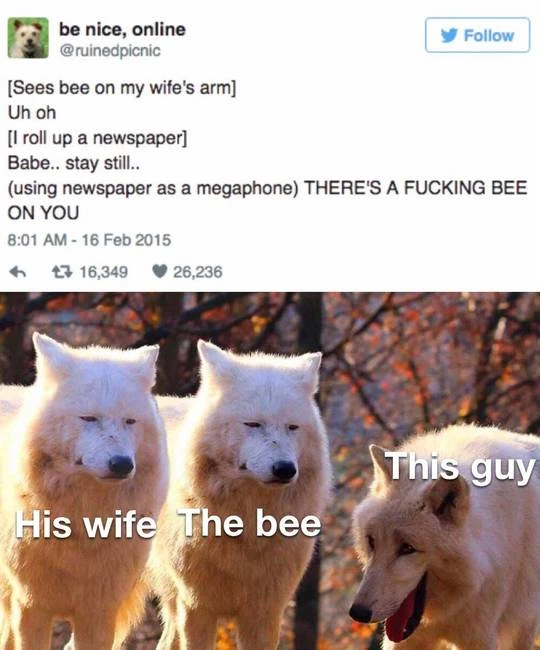 be nice, online
@ruinedpicnic
Follow
[Sees bee on my wife's arm]
Uh oh
[I roll up a newspaper]
Babe.. stay still..
(using newspaper as a megaphone) THERE'S A FUCKING BEE
ON YOU
8:01 AM - 16 Feb 2015
16,349 26,236
This guy
His wife The bee